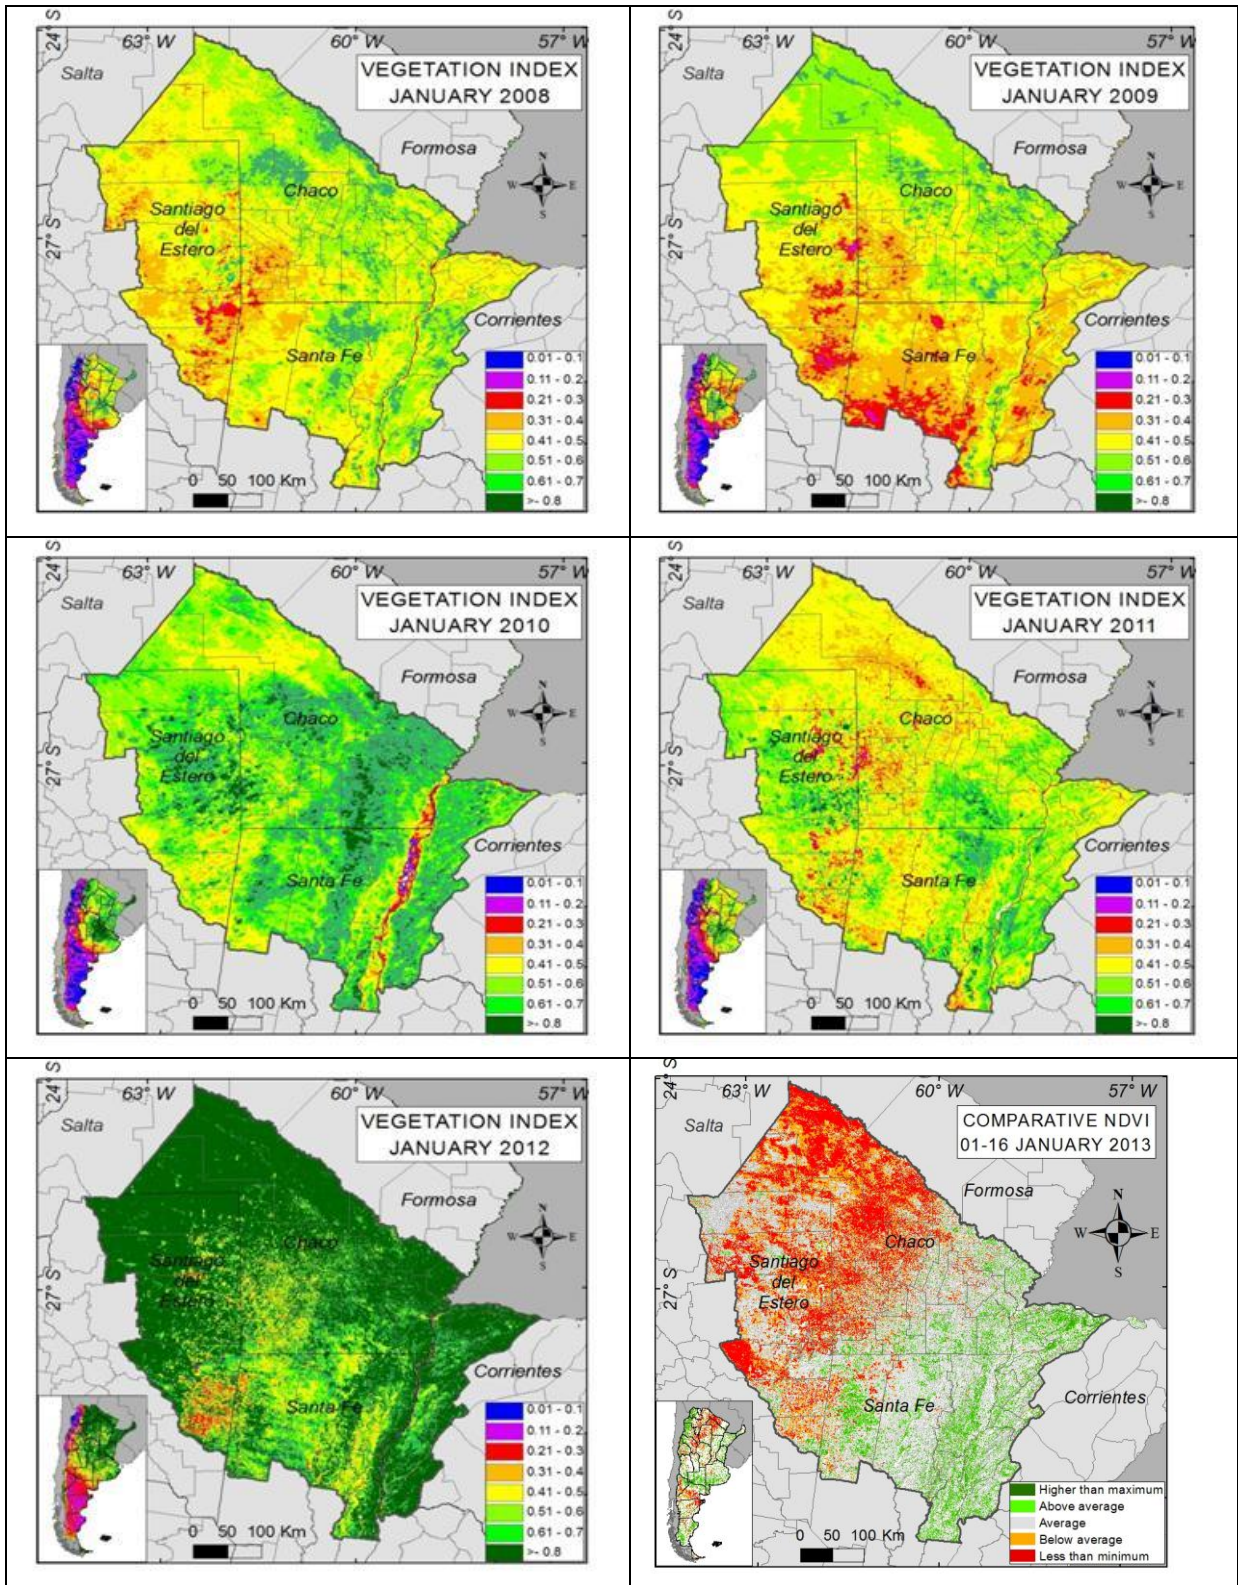 24° S
63° W
60° W
57° W
Salta
VEGETATION INDEX
JANUARY 2008
Formosa
N
W
E
S
Chaco
Santiago
del
Estero
27° S
Corrientes
Santa Fe
0.01 - 0.1
0.11 - 0.2
0.21 - 0.3
0.31 - 0.4
0.41 - 0.5
0.51 - 0.6
0.61 - 0.7
>- 0.8
0 50 100 Km
24° S
63° W
60° W
57° W
Salta
VEGETATION INDEX
JANUARY 2009
Formosa
N
W
E
S
Chaco
Santiago
del
Estero
27° S
Corrientes
Santa Fe
0.01 - 0.1
0.11 - 0.2
0.21 - 0.3
0.31 - 0.4
0.41 - 0.5
0.51 - 0.6
0.61 - 0.7
>- 0.8
0 50 100 Km
24° S
63° W
60° W
57° W
Salta
VEGETATION INDEX
JANUARY 2010
Formosa
N
W
E
S
Chaco
Santiago
del
Estero
27° S
Corrientes
Santa Fe
0.01 - 0.1
0.11 - 0.2
0.21 - 0.3
0.31 - 0.4
0.41 - 0.5
0.51 - 0.6
0.61 - 0.7
>- 0.8
0 50 100 Km
24° S
63° W
60° W
57° W
Salta
VEGETATION INDEX
JANUARY 2011
Formosa
N
W
E
S
Chaco
Santiago
del
Estero
27° S
Corrientes
Santa Fe
0.01 - 0.1
0.11 - 0.2
0.21 - 0.3
0.31 - 0.4
0.41 - 0.5
0.51 - 0.6
0.61 - 0.7
>- 0.8
0 50 100 Km
24° S
63° W
60° W
57° W
Salta
VEGETATION INDEX
JANUARY 2012
Formosa
N
W
E
S
Chaco
Santiago
del
Estero
27° S
Corrientes
Santa Fe
0.01 - 0.1
0.11 - 0.2
0.21 - 0.3
0.31 - 0.4
0.41 - 0.5
0.51 - 0.6
0.61 - 0.7
>- 0.8
0 50 100 Km
24° S
63° W
60° W
57° W
Salta
COMPARATIVE NDVI
01-16 JANUARY 2013
Formosa
N
W
E
S
Chaco
Santiago
del
Estero
27° S
Corrientes
Santa Fe
Higher than maximum
Above average
Average
Below average
Less than minimum
0 50 100 Km